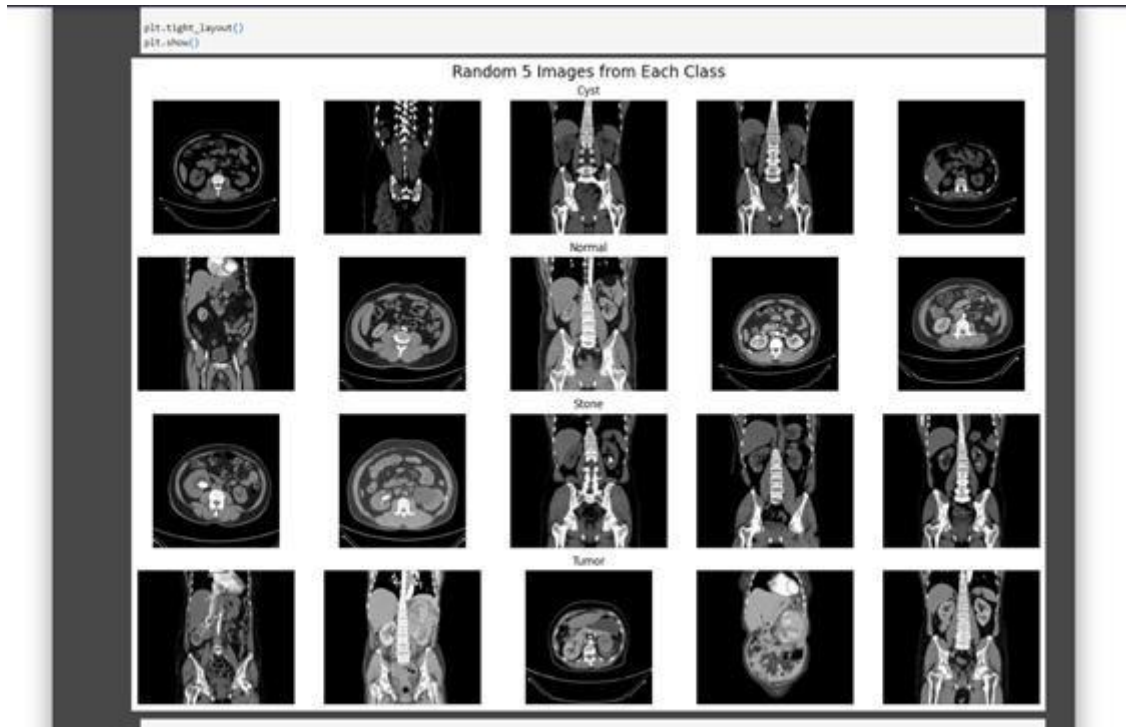 plt.tight_layout()
plt.show()
Random 5 Images from Each Class
Cyst
Normal
Stone
Tumor